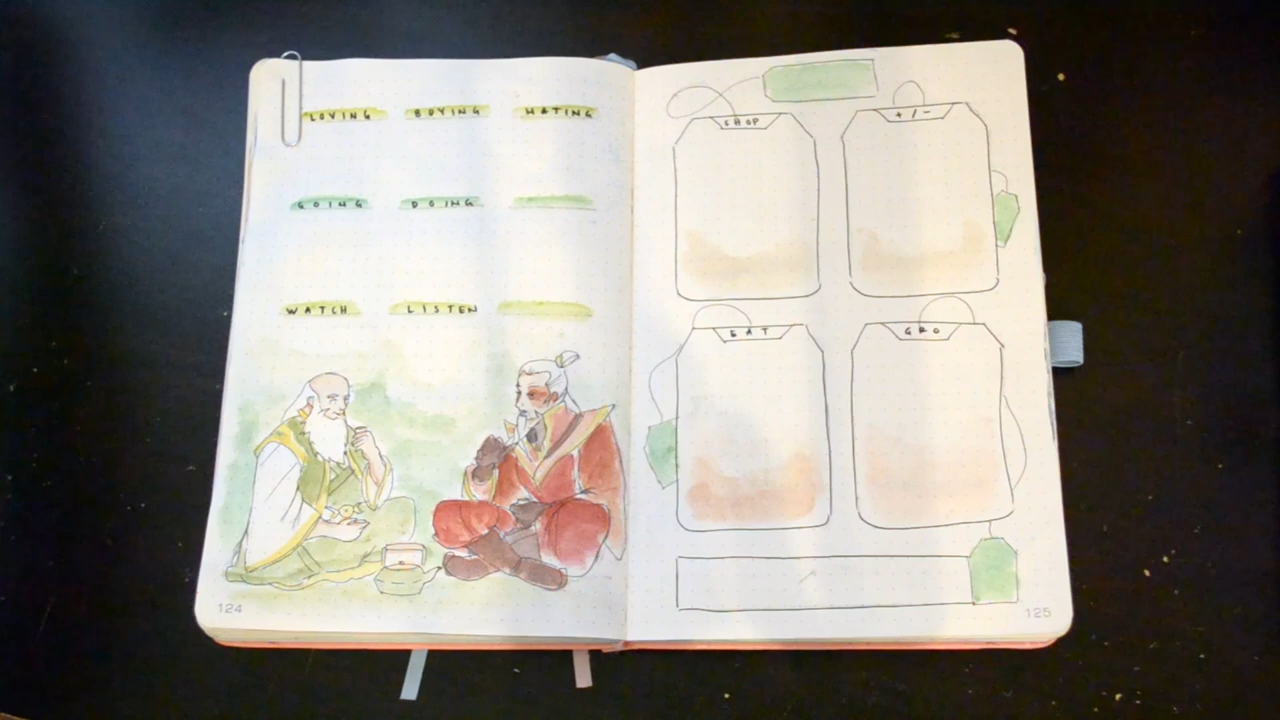 LOVING BUYING HATING
GOING DOING
WATCH LISTEN
124
SHOP +/-
EAT GRO
125